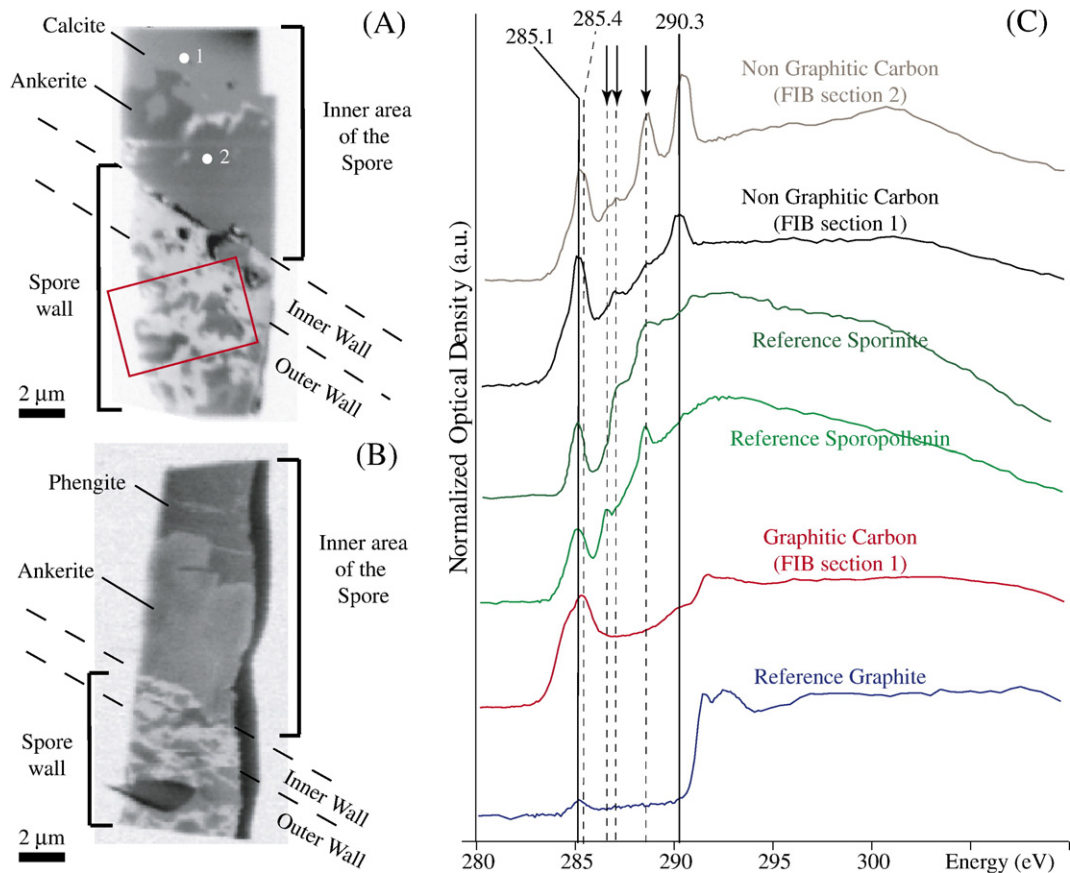 (A)
Calcite
1
Ankerite
Inner area
of the
Spore
2
Spore
wall
Inner Wall
Outer Wall
2 µm
(B)
Phengite
Ankerite
Inner area
of the
Spore
Spore
wall
Inner Wall
Outer Wall
2 µm
(C)
285.4
285.1
290.3
Non Graphitic Carbon
(FIB section 2)
Non Graphitic Carbon
(FIB section 1)
Reference Sporinite
Reference Sporopollenin
Graphitic Carbon
(FIB section 1)
Reference Graphite
Normalized Optical Density (a.u.)
280 285 290 295 300 Energy (eV)